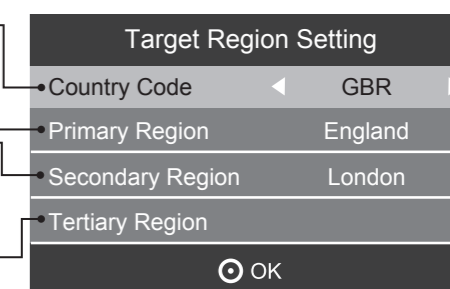 Target Region Setting
Country Code GBR
Primary Region England
Secondary Region London
Tertiary Region
OK